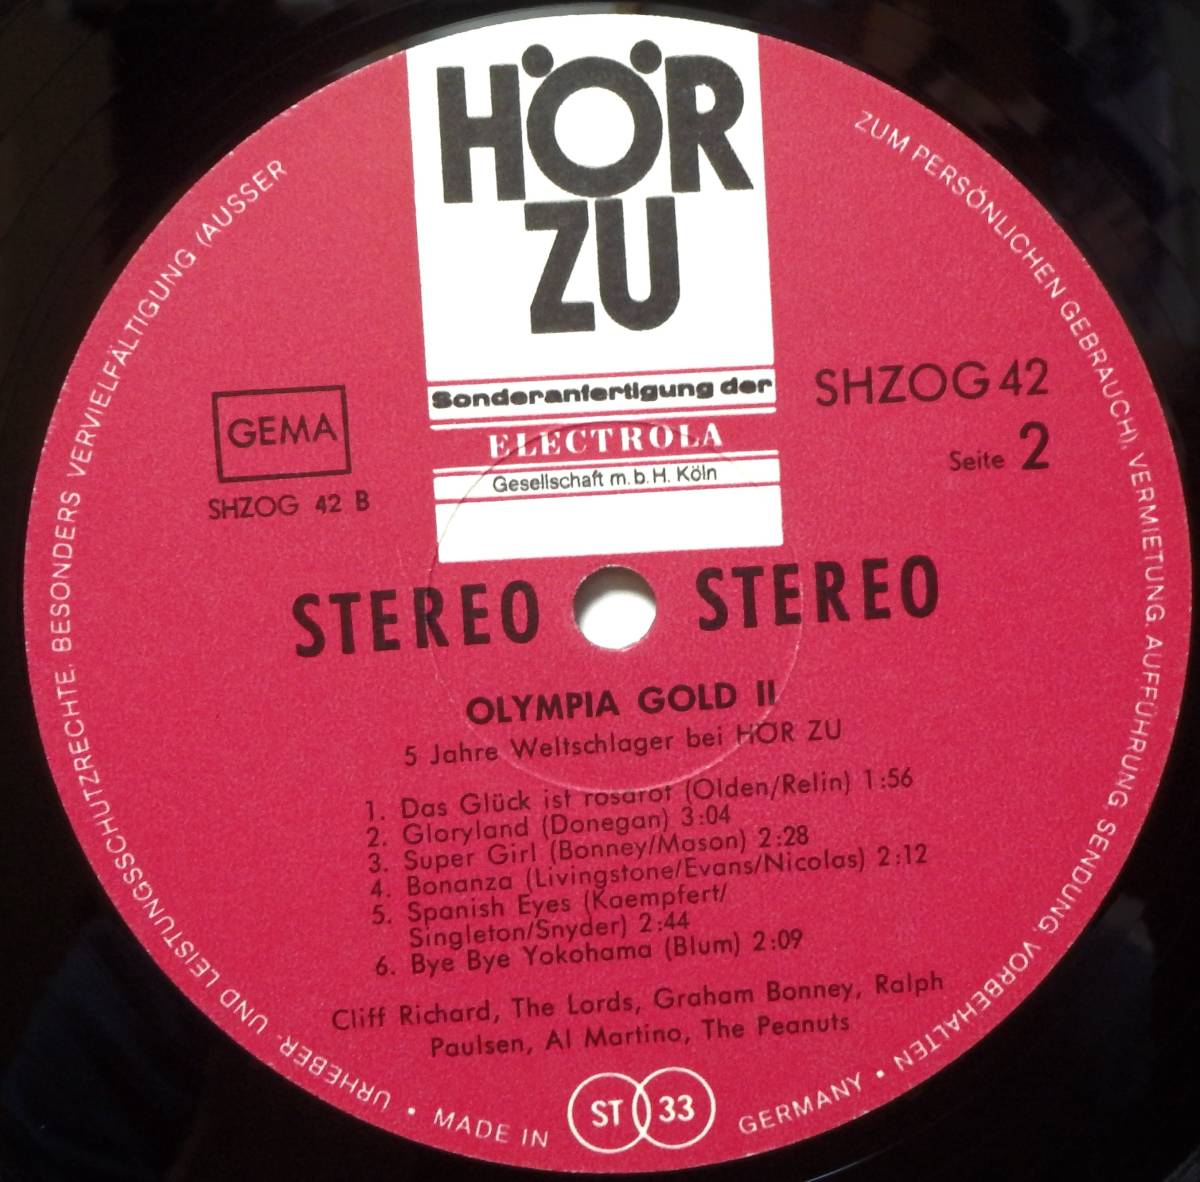 HÖR
ZU
Sonderanfertigung der
ELECTROLA
Gesellschaft m.b.H. Köln
GEMA
SHZOG 42 B
SHZOG 42
Seite 2
STEREO STEREO
OLYMPIA GOLD II
5 Jahre Weltschlager bei HÖR ZU
1. Das Glück ist rosarot (Olden/Relin) 1:56
2. Gloryland (Donegan) 3:04
3. Super Girl (Bonney/Mason) 2:28
4. Bonanza (Livingstone/Evans/Nicolas) 2:12
5. Spanish Eyes (Kaempfert/
Singleton/Snyder) 2:44
6. Bye Bye Yokohama (Blum) 2:09
Cliff Richard, The Lords, Graham Bonney, Ralph
Paulsen, Al Martino, The Peanuts
ST 33
URHEBER- UND LEISTUNGSSCHUTZRECHTE, BESONDERS VERVIELFÄLTIGUNG (AUSSER
ZUM PERSÖNLICHEN GEBRAUCH), VERMIETUNG, AUFFÜHRUNG, SENDUNG, VORBEHALTEN •
• MADE IN GERMANY